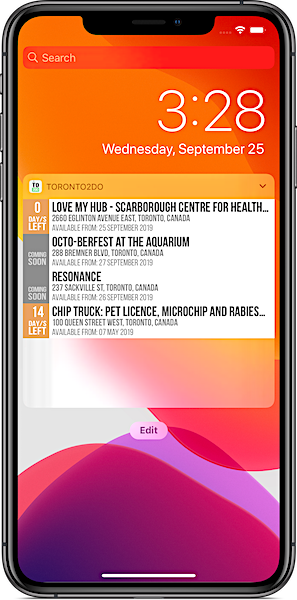 Search
3:28
Wednesday, September 25
TORONTO2DO
0
DAY/S
LEFT
LOVE MY HUB - SCARBOROUGH CENTRE FOR HEALTH...
2660 EGLINTON AVENUE EAST, TORONTO, CANADA
AVAILABLE FROM: 25 SEPTEMBER 2019
COMING
SOON
OCTO-BERFEST AT THE AQUARIUM
288 BREMNER BLVD, TORONTO, CANADA
AVAILABLE FROM: 27 SEPTEMBER 2019
COMING
SOON
RESONANCE
237 SACKVILLE ST, TORONTO, CANADA
AVAILABLE FROM: 26 SEPTEMBER 2019
14
DAY/S
LEFT
CHIP TRUCK: PET LICENCE, MICROCHIP AND RABIES...
100 QUEEN STREET WEST, TORONTO, CANADA
AVAILABLE FROM: 07 MAY 2019
Edit